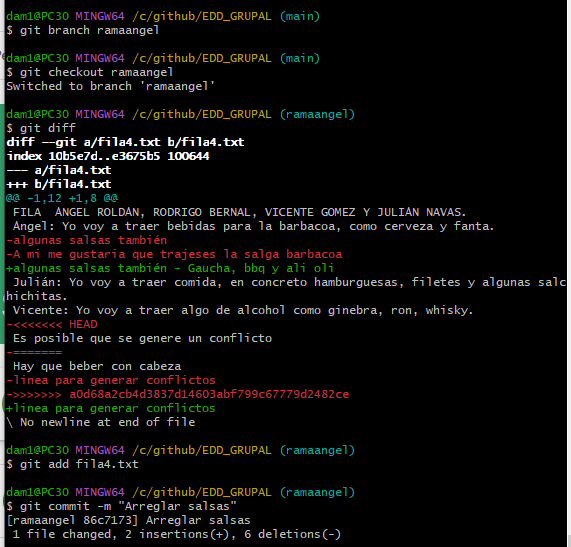 dam1@PC30 MINGW64 /c/github/EDD_GRUPAL (main)
$ git branch ramaangel
dam1@PC30 MINGW64 /c/github/EDD_GRUPAL (main)
$ git checkout ramaangel
Switched to branch 'ramaangel'
dam1@PC30 MINGW64 /c/github/EDD_GRUPAL (ramaangel)
$ git diff
diff --git a/fila4.txt b/fila4.txt
index 10b5e7d..e3675b5 100644
--- a/fila4.txt
+++ b/fila4.txt
@@ -1,12 +1,8 @@
 FILA  ÁNGEL ROLDÁN, RODRIGO BERNAL, VICENTE GOMEZ Y JULIÁN NAVAS.
 Ángel: Yo voy a traer bebidas para la barbacoa, como cerveza y fanta.
-algunas salsas también
-A mi me gustaria que trajeses la salga barbacoa
+algunas salsas también - Gaucha, bbq y ali oli
 Julián: Yo voy a traer comida, en concreto hamburguesas, filetes y algunas salc
hichitas.
 Vicente: Yo voy a traer algo de alcohol como ginebra, ron, whisky.
-<<<<<<< HEAD
 Es posible que se genere un conflicto
-=======
 Hay que beber con cabeza
-linea para generar conflictos
->>>>>>> a0d68a2cb4d3837d14603abf799c67779d2482ce
+linea para generar conflictos
\ No newline at end of file
dam1@PC30 MINGW64 /c/github/EDD_GRUPAL (ramaangel)
$ git add fila4.txt
dam1@PC30 MINGW64 /c/github/EDD_GRUPAL (ramaangel)
$ git commit -m "Arreglar salsas"
[ramaangel 86c7173] Arreglar salsas
 1 file changed, 2 insertions(+), 6 deletions(-)